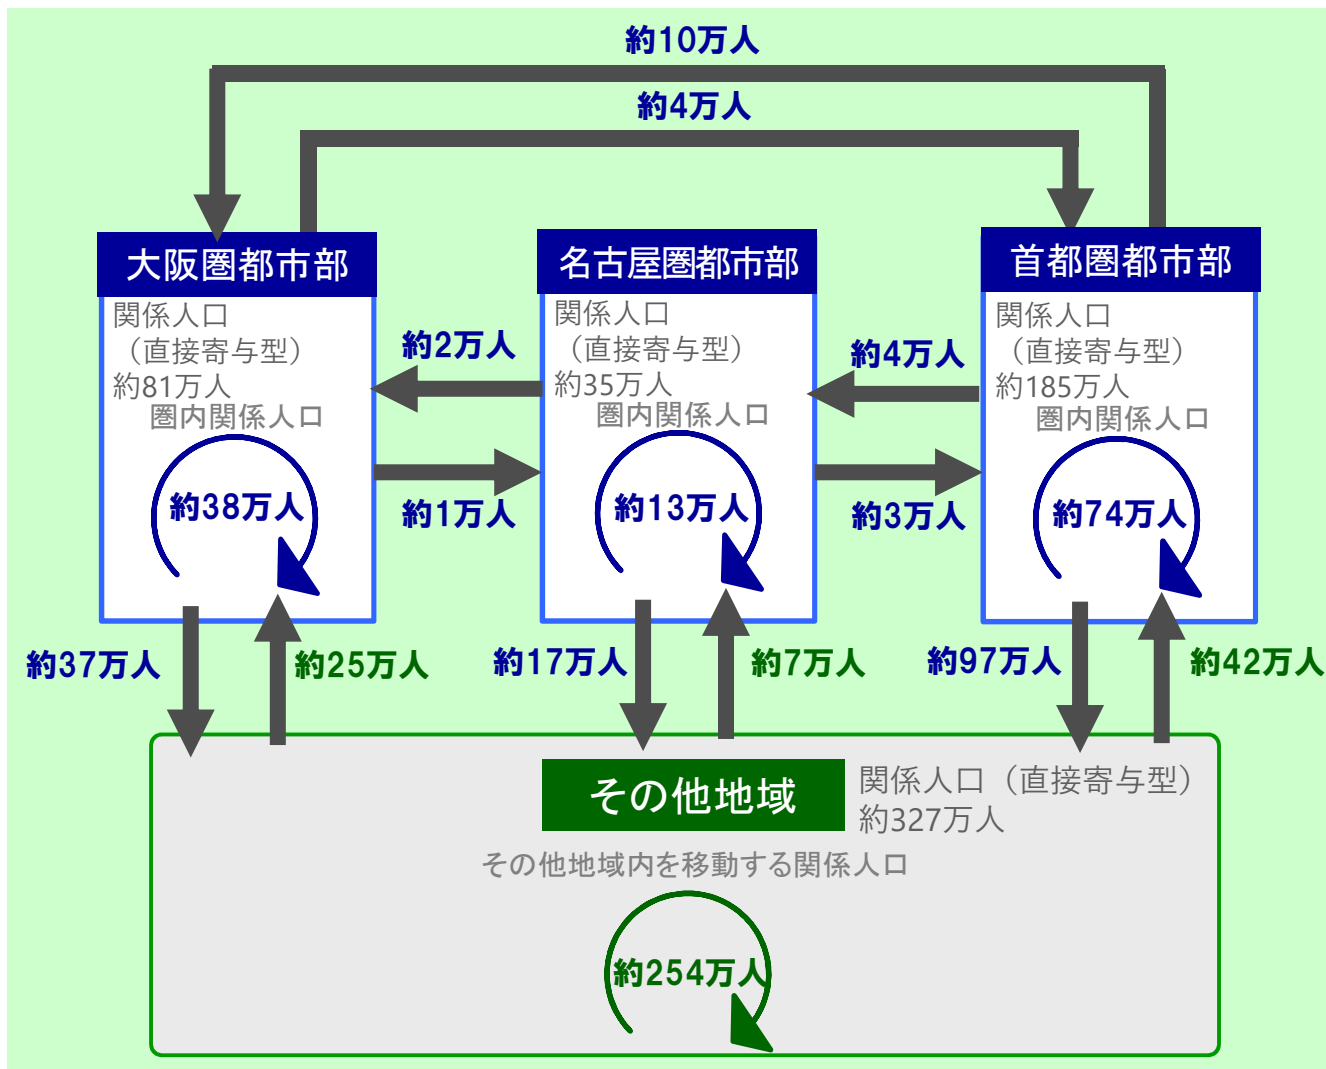 約10万人
約4万人
大阪圏都市部
名古屋圏都市部
首都圏都市部
関係人口
（直接寄与型）
約81万人
圏内関係人口
約38万人
約2万人
約1万人
関係人口
（直接寄与型）
約35万人
圏内関係人口
約13万人
約4万人
約3万人
関係人口
（直接寄与型）
約185万人
圏内関係人口
約74万人
約37万人
約25万人
約17万人
約7万人
約97万人
約42万人
その他地域
関係人口（直接寄与型）
約327万人
その他地域内を移動する関係人口
約254万人